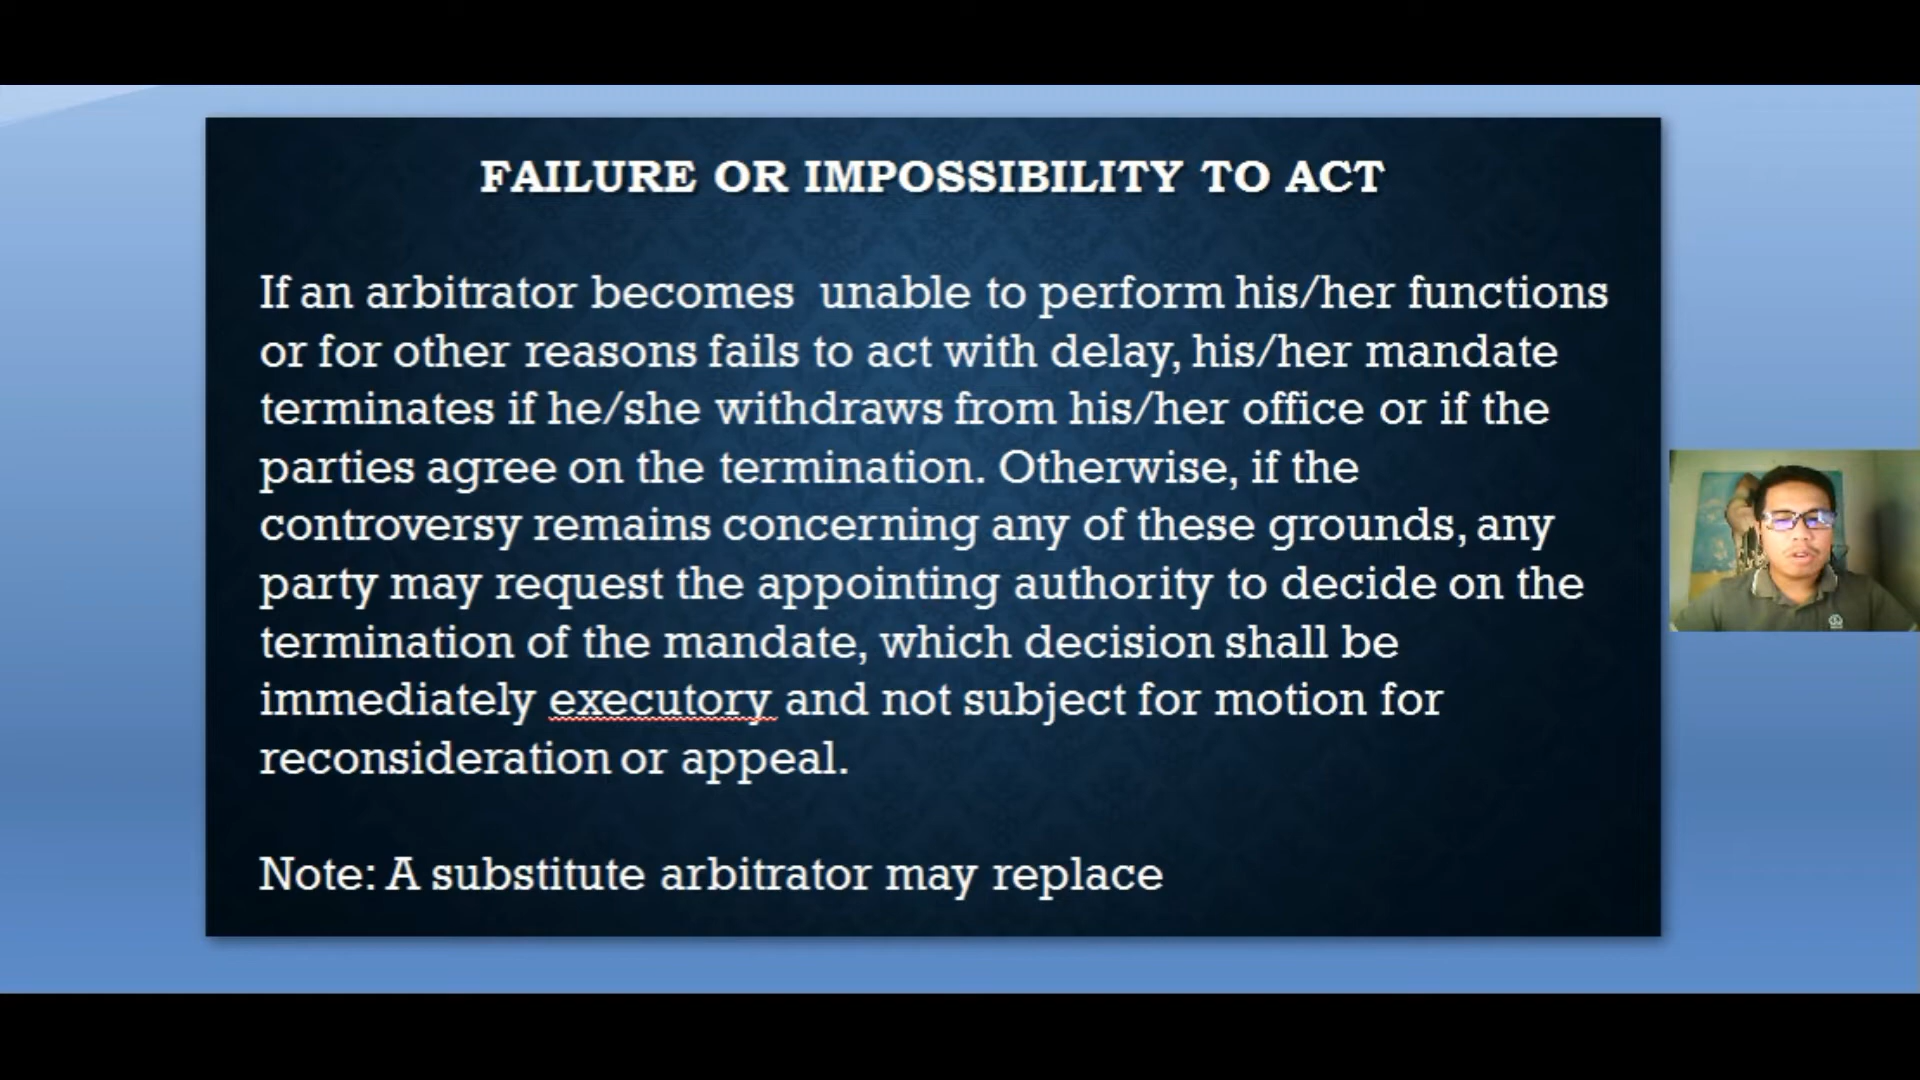 FAILURE OR IMPOSSIBILITY TO ACT
If an arbitrator becomes unable to perform his/her functions
or for other reasons fails to act with delay, his/her mandate
terminates if he/she withdraws from his/her office or if the
parties agree on the termination. Otherwise, if the
controversy remains concerning any of these grounds, any
party may request the appointing authority to decide on the
termination of the mandate, which decision shall be
immediately executory and not subject for motion for
reconsideration or appeal.
Note: A substitute arbitrator may replace